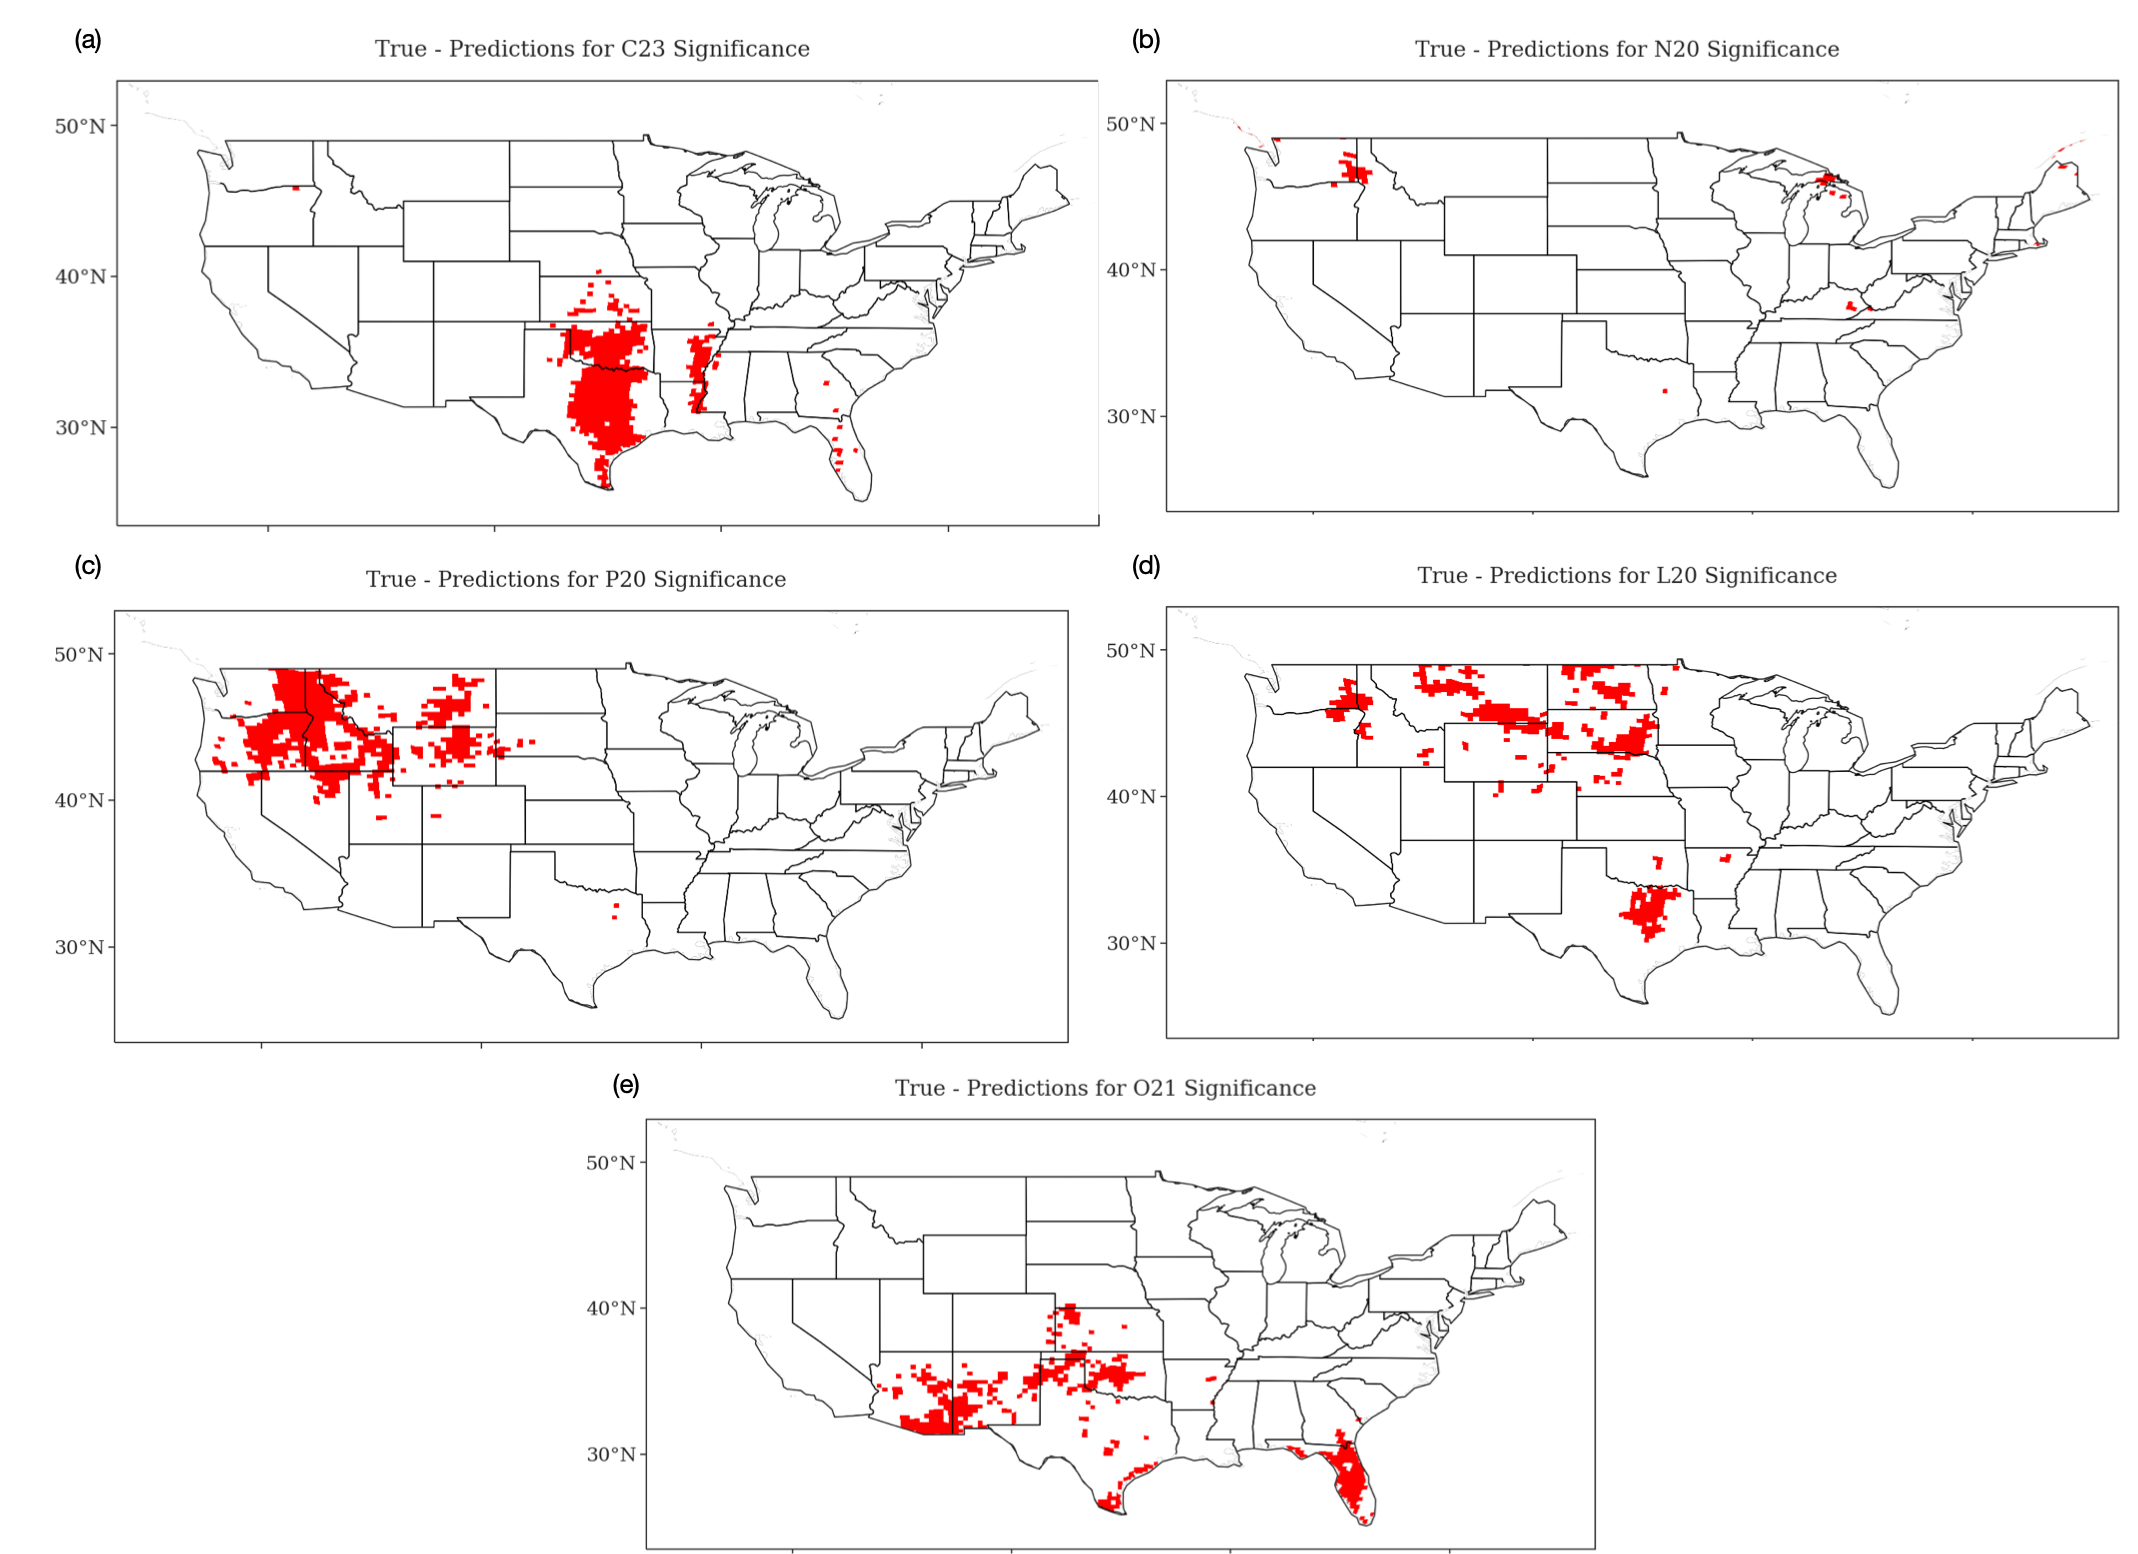 (a)
True - Predictions for C23 Significance
50°N
40°N
30°N
(b)
True - Predictions for N20 Significance
50°N
40°N
30°N
(c)
True - Predictions for P20 Significance
50°N
40°N
30°N
(d)
True - Predictions for L20 Significance
50°N
40°N
30°N
(e)
True - Predictions for O21 Significance
50°N
40°N
30°N